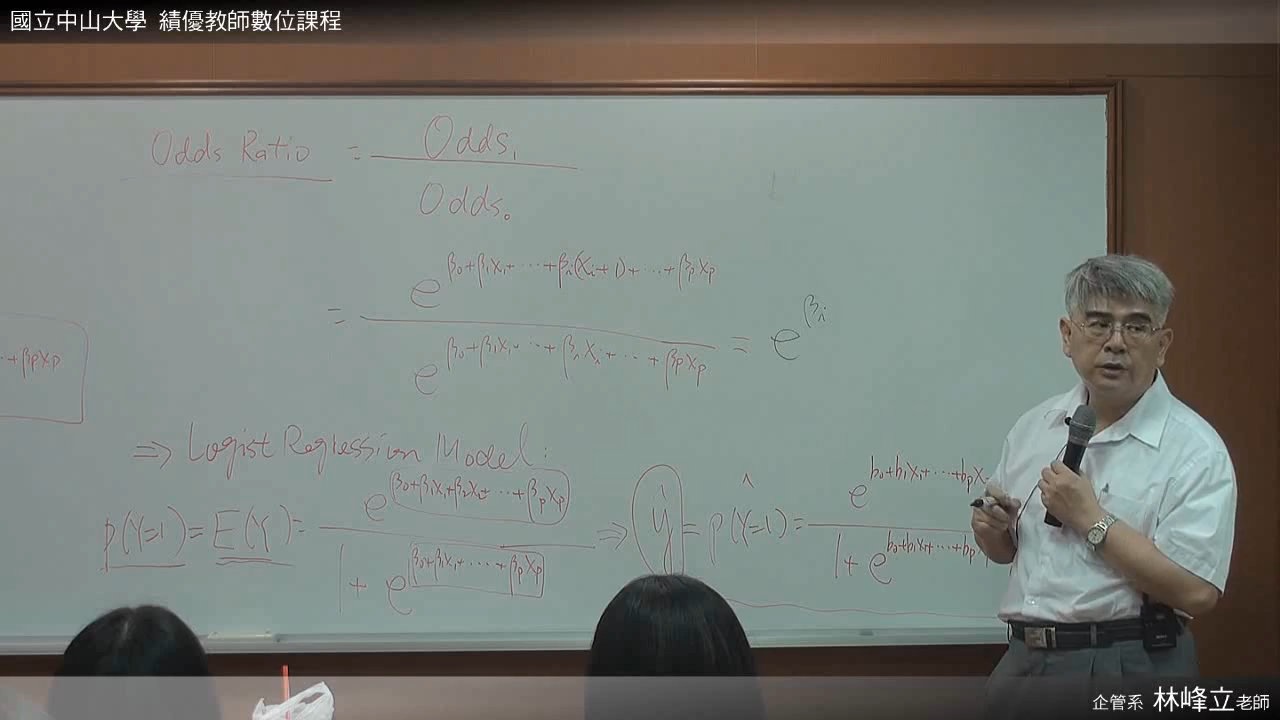 國立中山大學 績優教師數位課程
Odds Ratio = Odds₁ / Odds₀
= e^(β₀+β₁X₁+⋯+βᵢ(Xᵢ+1)+⋯+βₚXₚ) / e^(β₀+β₁X₁+⋯+βᵢXᵢ+⋯+βₚXₚ) = e^(βᵢ)
⋯+βₚXₚ
⇒ Logist Regression Model:
p(Y=1) = E(Y) = e^(β₀+β₁X₁+β₂X₂+⋯+βₚXₚ) / 1+e^(β₀+β₁X₁+⋯+βₚXₚ) ⇒ ŷ = p̂(Y=1) = e^(b₀+b₁X₁+⋯+bₚX / 1+e^(b₀+b₁X₁+⋯+bₚ
企管系 林峰立老師